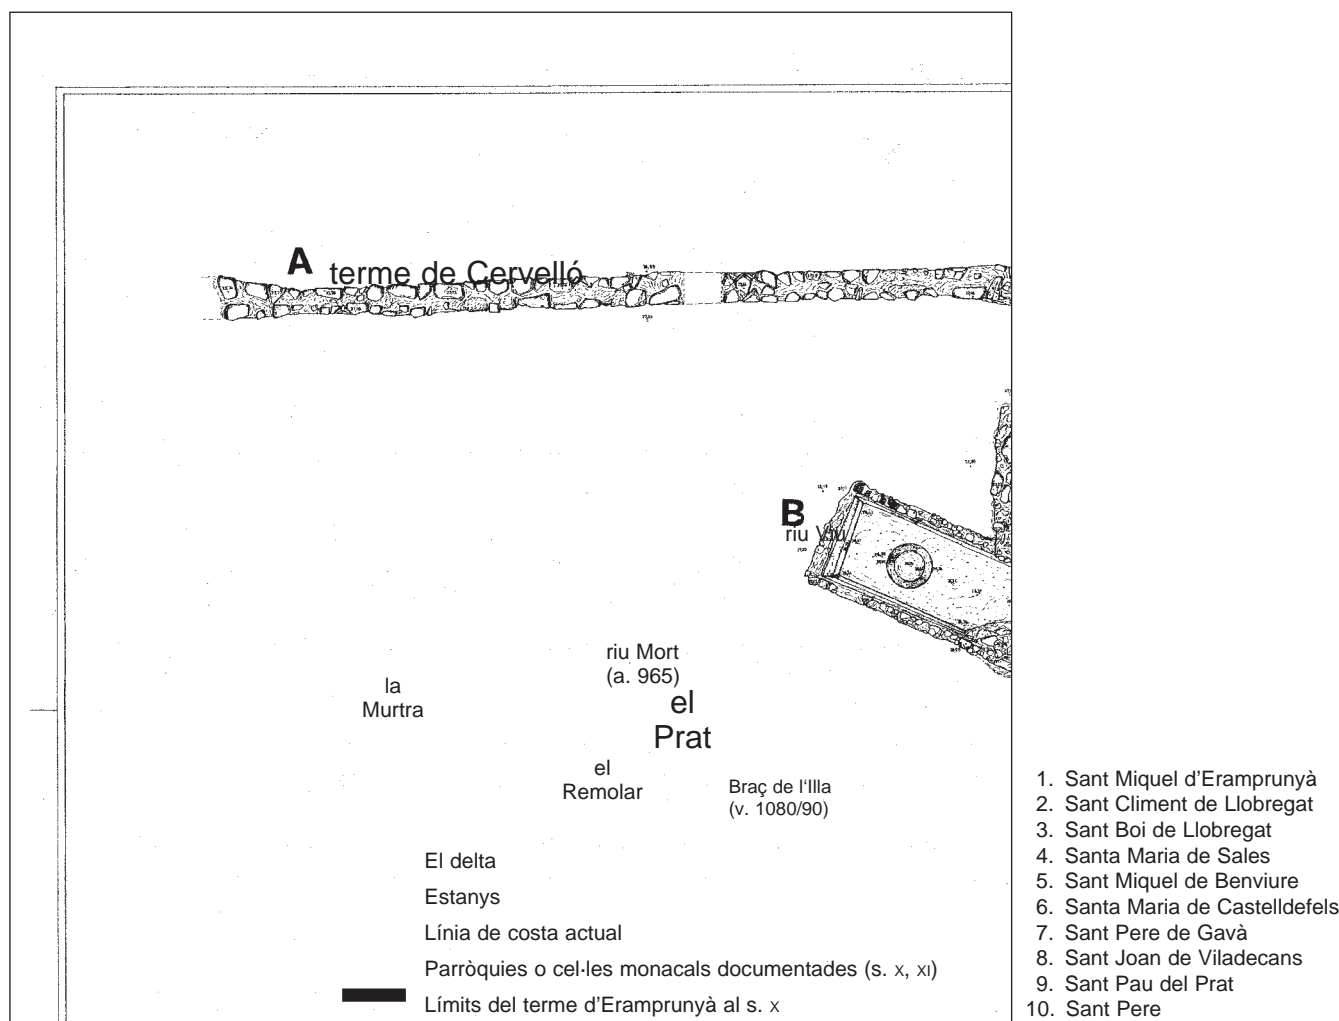 A
terme de Cervelló
B
riu Viu
riu Mort
(a. 965)
la
Murtra
el
Prat
el
Remolar
Braç de l'Illa
(v. 1080/90)
El delta
Estanys
Línia de costa actual
Parròquies o cel·les monacals documentades (s. X, XI)
Límits del terme d'Eramprunyà al s. X
1. Sant Miquel d'Eramprunyà
2. Sant Climent de Llobregat
3. Sant Boi de Llobregat
4. Santa Maria de Sales
5. Sant Miquel de Benviure
6. Santa Maria de Castelldefels
7. Sant Pere de Gavà
8. Sant Joan de Viladecans
9. Sant Pau del Prat
10. Sant Pere